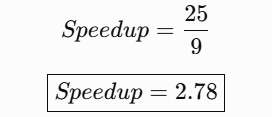 Speedup = 25/9
Speedup = 2.78